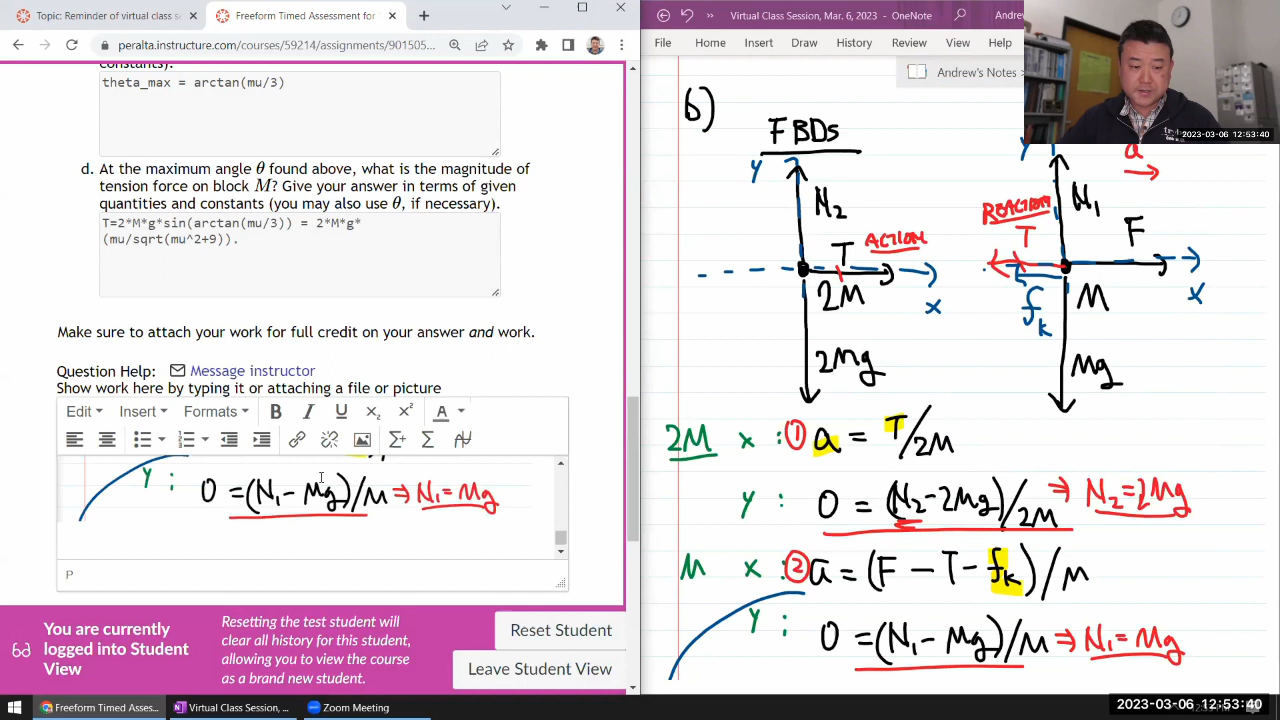 Topic: Reminder of virtual class se
Freeform Timed Assessment for
peralta.instructure.com/courses/59214/assignments/901505...
Constants):
theta_max = arctan(mu/3)
d. At the maximum angle θ found above, what is the magnitude of
tension force on block M? Give your answer in terms of given
quantities and constants (you may also use θ, if necessary).
T=2*M*g*sin(arctan(mu/3)) = 2*M*g*
(mu/sqrt(mu^2+9)).
Make sure to attach your work for full credit on your answer and work.
Question Help: Message instructor
Show work here by typing it or attaching a file or picture
Edit Insert Formats B I U X₂ X² A
y : 0 = (N₁ - Mg)/M ⇒ N₁ = Mg
P
You are currently
logged into Student
View
Resetting the test student will
clear all history for this student,
allowing you to view the course
as a brand new student.
Reset Student
Leave Student View
Virtual Class Session, Mar. 6, 2023 - OneNote
Andre
File Home Insert Draw History Review View Help
Andrew's Notes >
2023-03-06 12:53:40
b)
FBDs
y
N₂
T ACTION
2M
x
2Mg
y
a
N₁
REACTION
T
F
fₖ
M
x
Mg
2M x : ① a = T/2M
y : 0 = (N₂ - 2Mg)/2M ⇒ N₂ = 2Mg
M x : ② a = (F - T - fₖ)/M
y : 0 = (N₁ - Mg)/M ⇒ N₁ = Mg
Freeform Timed Asses...
Virtual Class Session, ...
Zoom Meeting
2023-03-06 12:53:40